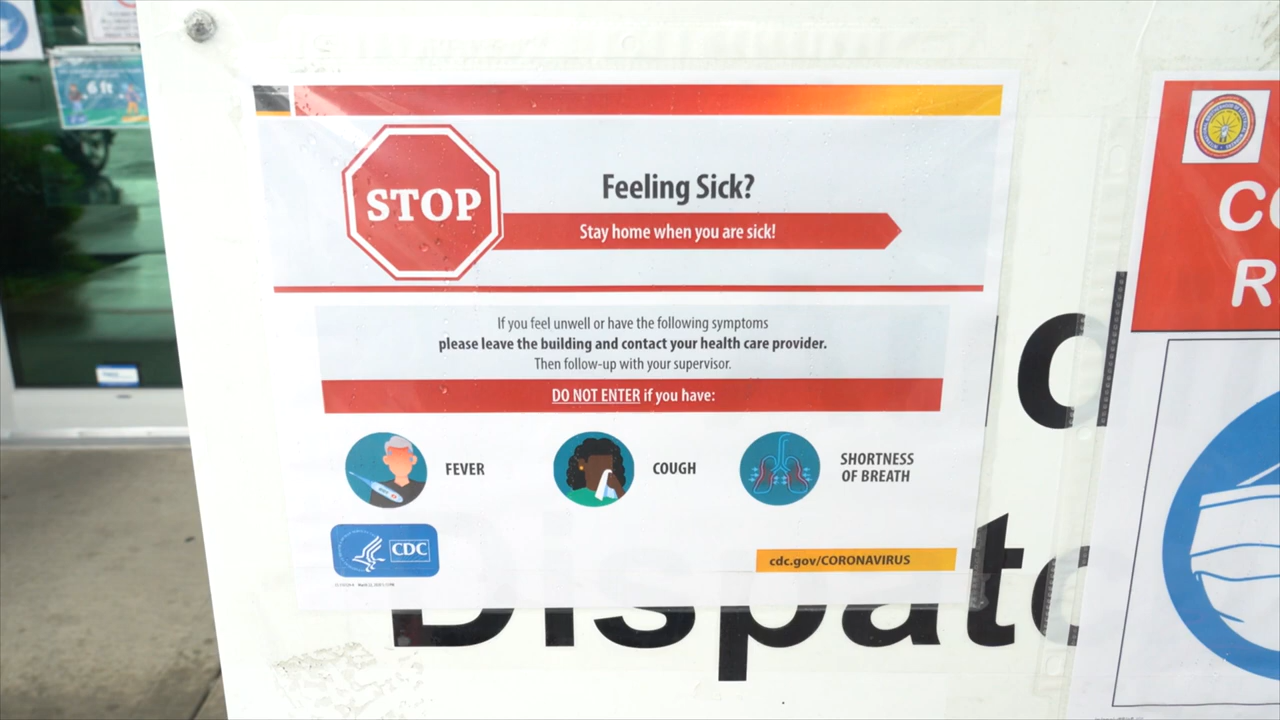 6 ft
STOP
Feeling Sick?
Stay home when you are sick!
If you feel unwell or have the following symptoms
please leave the building and contact your health care provider.
Then follow-up with your supervisor.
DO NOT ENTER if you have:
FEVER
COUGH
SHORTNESS
OF BREATH
CDC
cdc.gov/CORONAVIRUS
Dispatc
CO
R